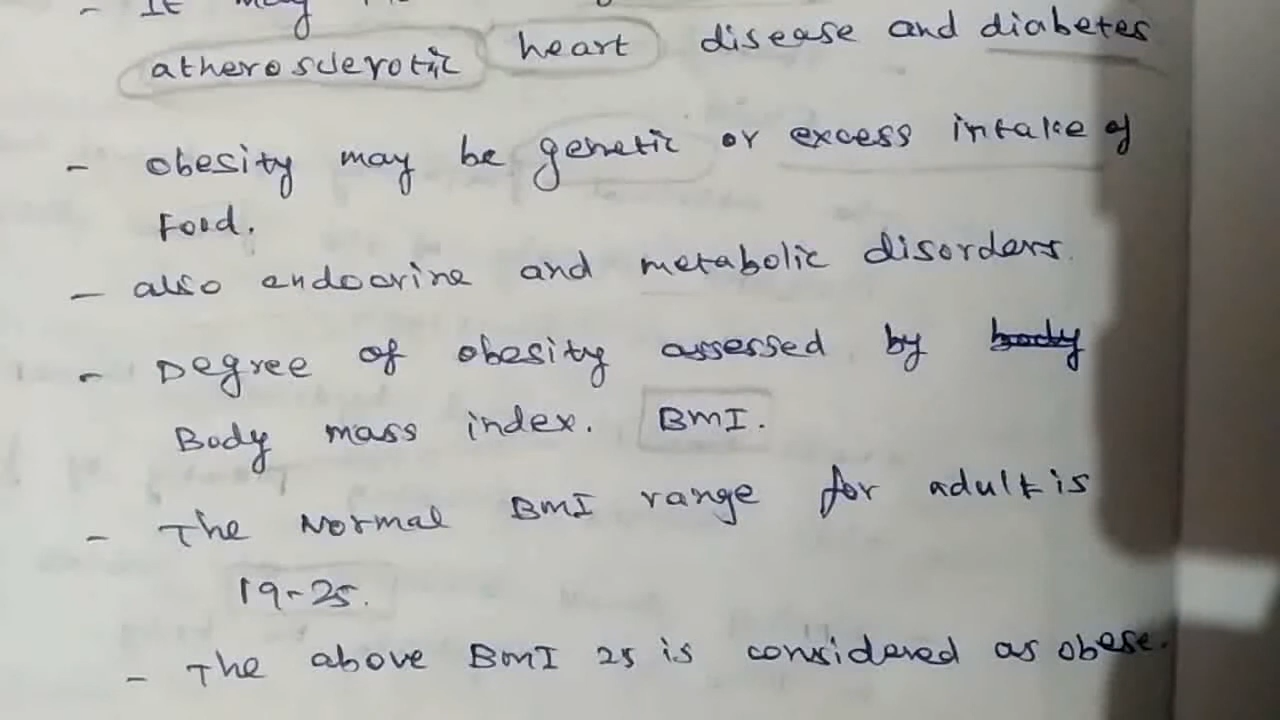 - It may
atherosclerotic heart disease and diabetes
- obesity may be genetic or excess intake of
Food.
- also endocrine and metabolic disorders.
- Degree of obesity assessed by body
Body mass index. BMI.
- The Normal BMI range for adult is
19-25.
- The above BMI 25 is considered as obese.